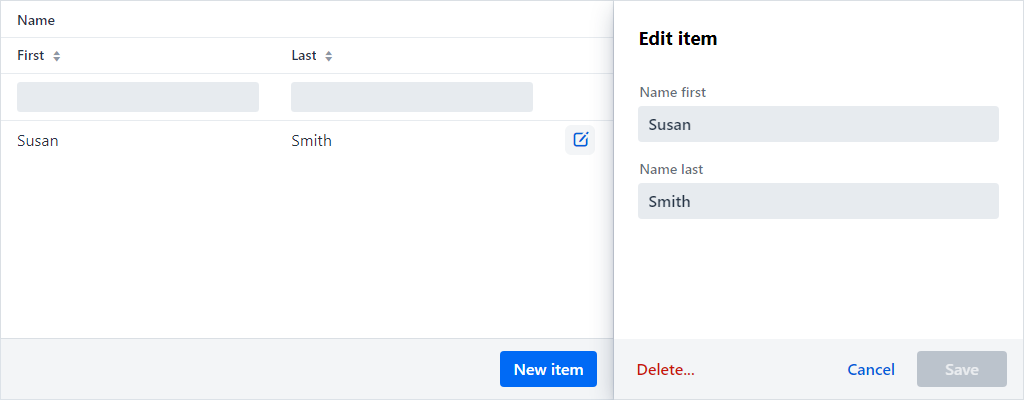 Name
First Last
Susan Smith
New item
Edit item
Name first
Susan
Name last
Smith
Delete... Cancel Save